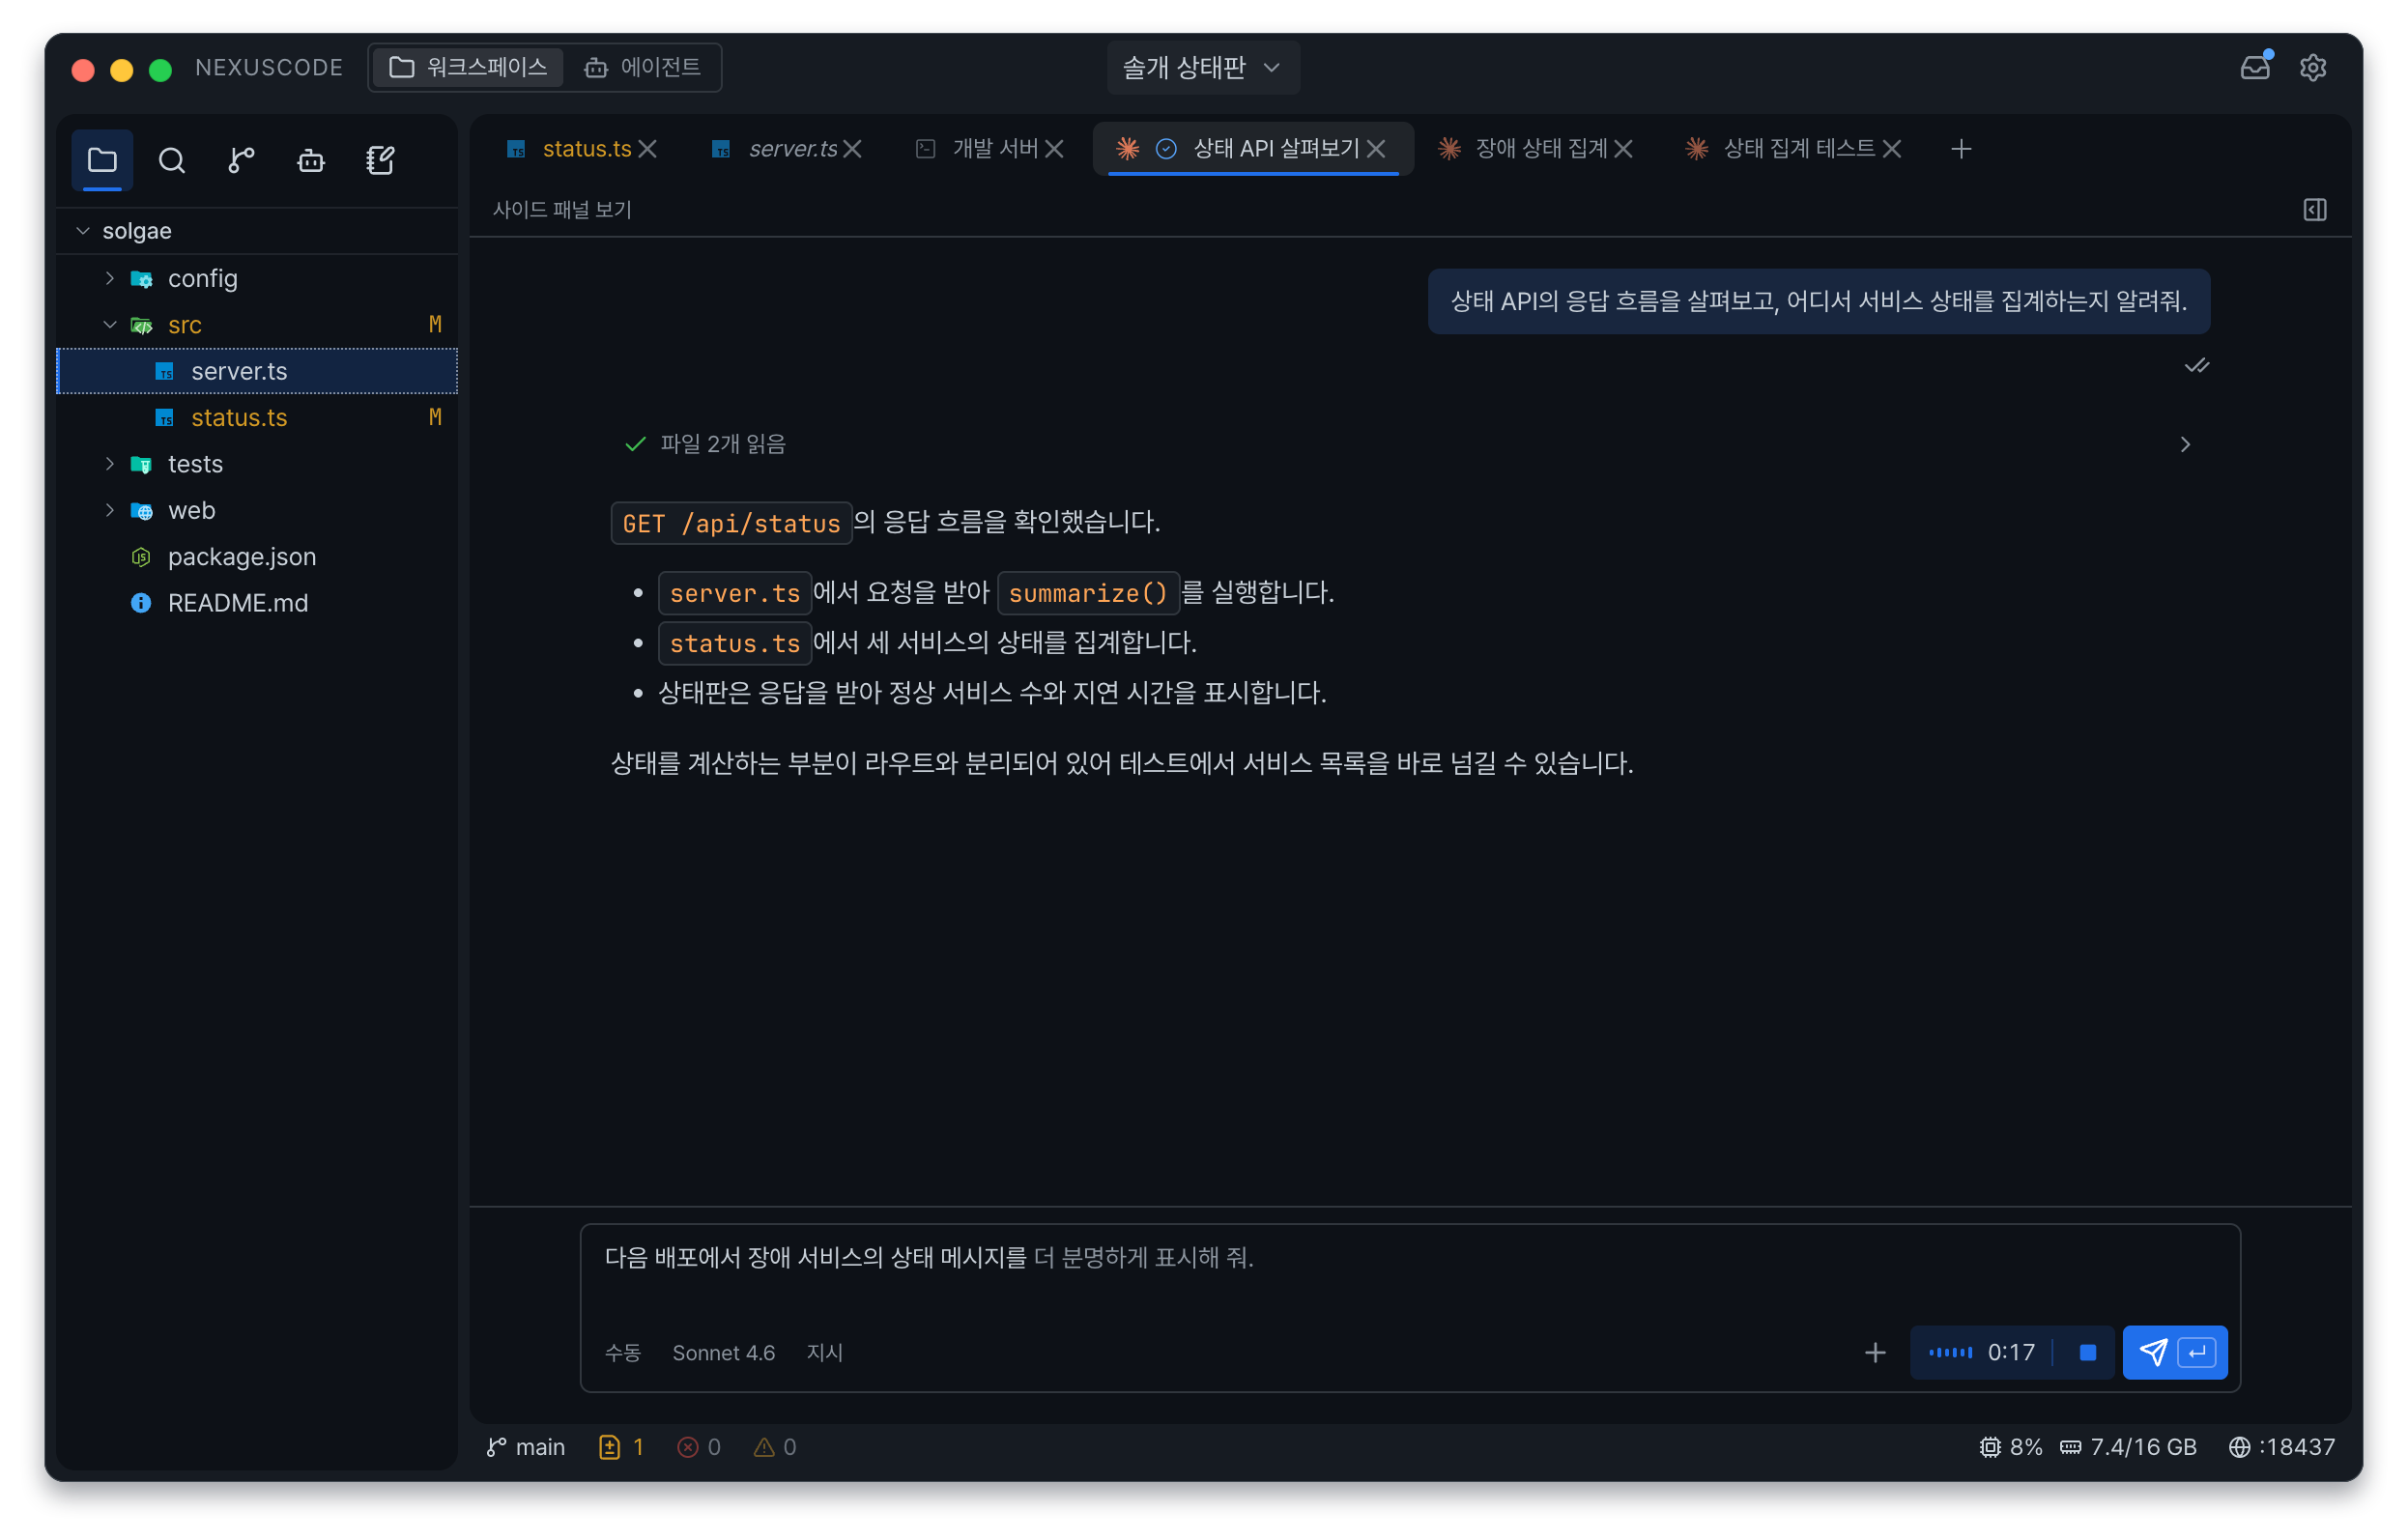 NEXUSCODE 워크스페이스 에이전트 솔개 상태판
status.ts server.ts 개발 서버 상태 API 살펴보기 장애 상태 집계 상태 집계 테스트
사이드 패널 보기
solgae
config
src M
server.ts
status.ts M
tests
web
package.json
README.md
상태 API의 응답 흐름을 살펴보고, 어디서 서비스 상태를 집계하는지 알려줘.
파일 2개 읽음
GET /api/status의 응답 흐름을 확인했습니다.
• server.ts에서 요청을 받아 summarize()를 실행합니다.
• status.ts에서 세 서비스의 상태를 집계합니다.
• 상태판은 응답을 받아 정상 서비스 수와 지연 시간을 표시합니다.
상태를 계산하는 부분이 라우트와 분리되어 있어 테스트에서 서비스 목록을 바로 넘길 수 있습니다.
다음 배포에서 장애 서비스의 상태 메시지를 더 분명하게 표시해 줘.
수동 Sonnet 4.6 지시 0:17
main 1 0 0 8% 7.4/16 GB :18437